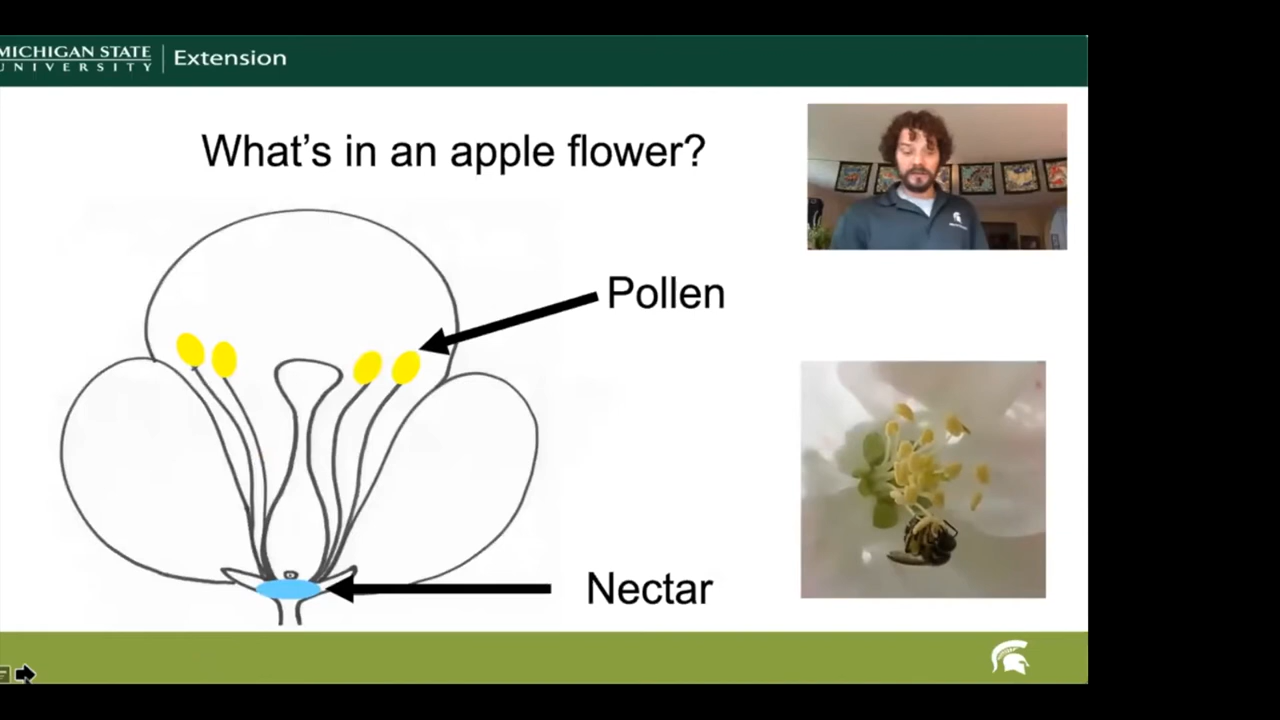 MICHIGAN STATE
UNIVERSITY
Extension
What's in an apple flower?
Pollen
Nectar